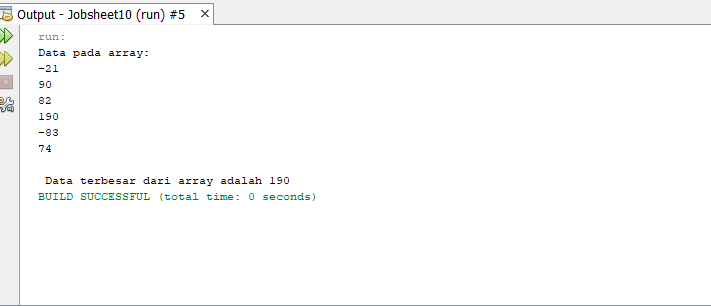 Output - Jobsheet10 (run) #5
run:
Data pada array:
-21
90
82
190
-83
74
Data terbesar dari array adalah 190
BUILD SUCCESSFUL (total time: 0 seconds)